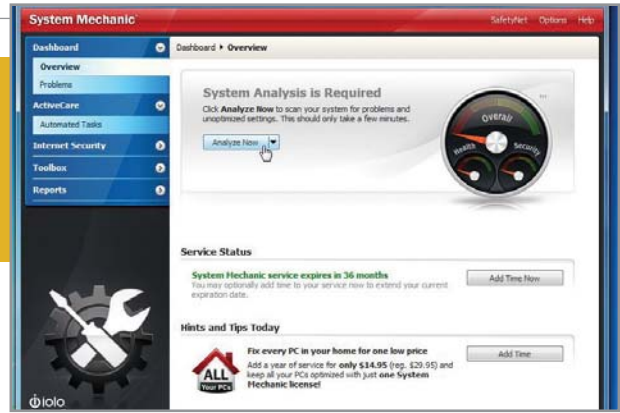 System Mechanic
SafetyNet Options Help
Dashboard
Overview
Problems
ActiveCare
Automated Tasks
Internet Security
Toolbox
Reports
iolo
Dashboard Overview
System Analysis is Required
Click Analyze Now to scan your system for problems and
unoptimized settings. This should only take a few minutes.
Analyze Now
Overall
Health
Security
Service Status
System Mechanic service expires in 36 months
You may optionally add time to your service now to extend your current
expiration date.
Add Time Now
Hints and Tips Today
ALL
Your PCs
Fix every PC in your home for one low price
Add a year of service for only $14.95 (reg. $29.95) and
keep all your PCs optimized with just one System
Mechanic license!
Add Time